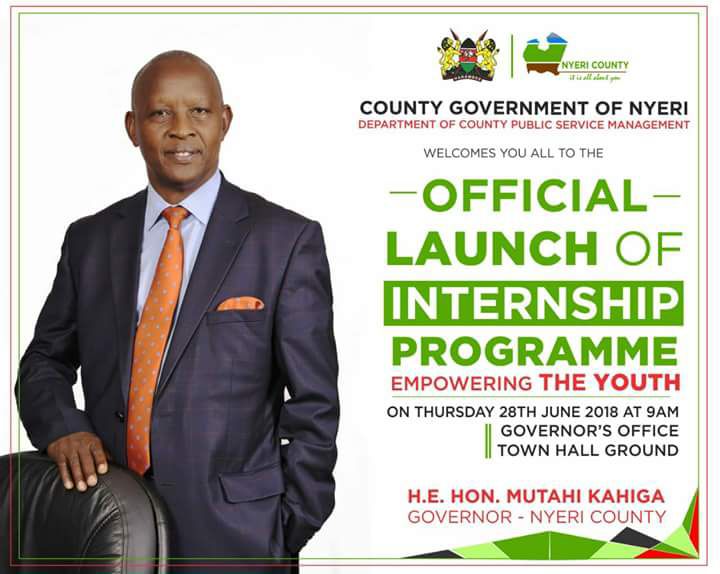 HARAMBEE
NYERI COUNTY
it is all about you
COUNTY GOVERNMENT OF NYERI
DEPARTMENT OF COUNTY PUBLIC SERVICE MANAGEMENT
WELCOMES YOU ALL TO THE
OFFICIAL
LAUNCH OF
INTERNSHIP
PROGRAMME
EMPOWERING THE YOUTH
ON THURSDAY 28TH JUNE 2018 AT 9AM
GOVERNOR'S OFFICE
TOWN HALL GROUND
H.E. HON. MUTAHI KAHIGA
GOVERNOR - NYERI COUNTY